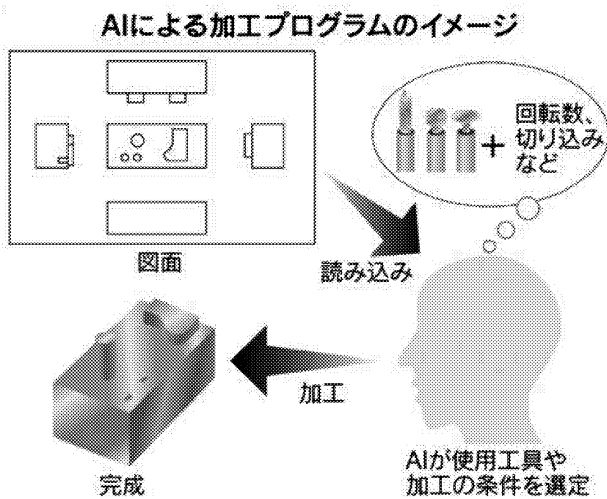 AIによる加工プログラムのイメージ
回転数、
切り込み
など
+
図面
読み込み
加工
完成
AIが使用工具や
加工の条件を選定